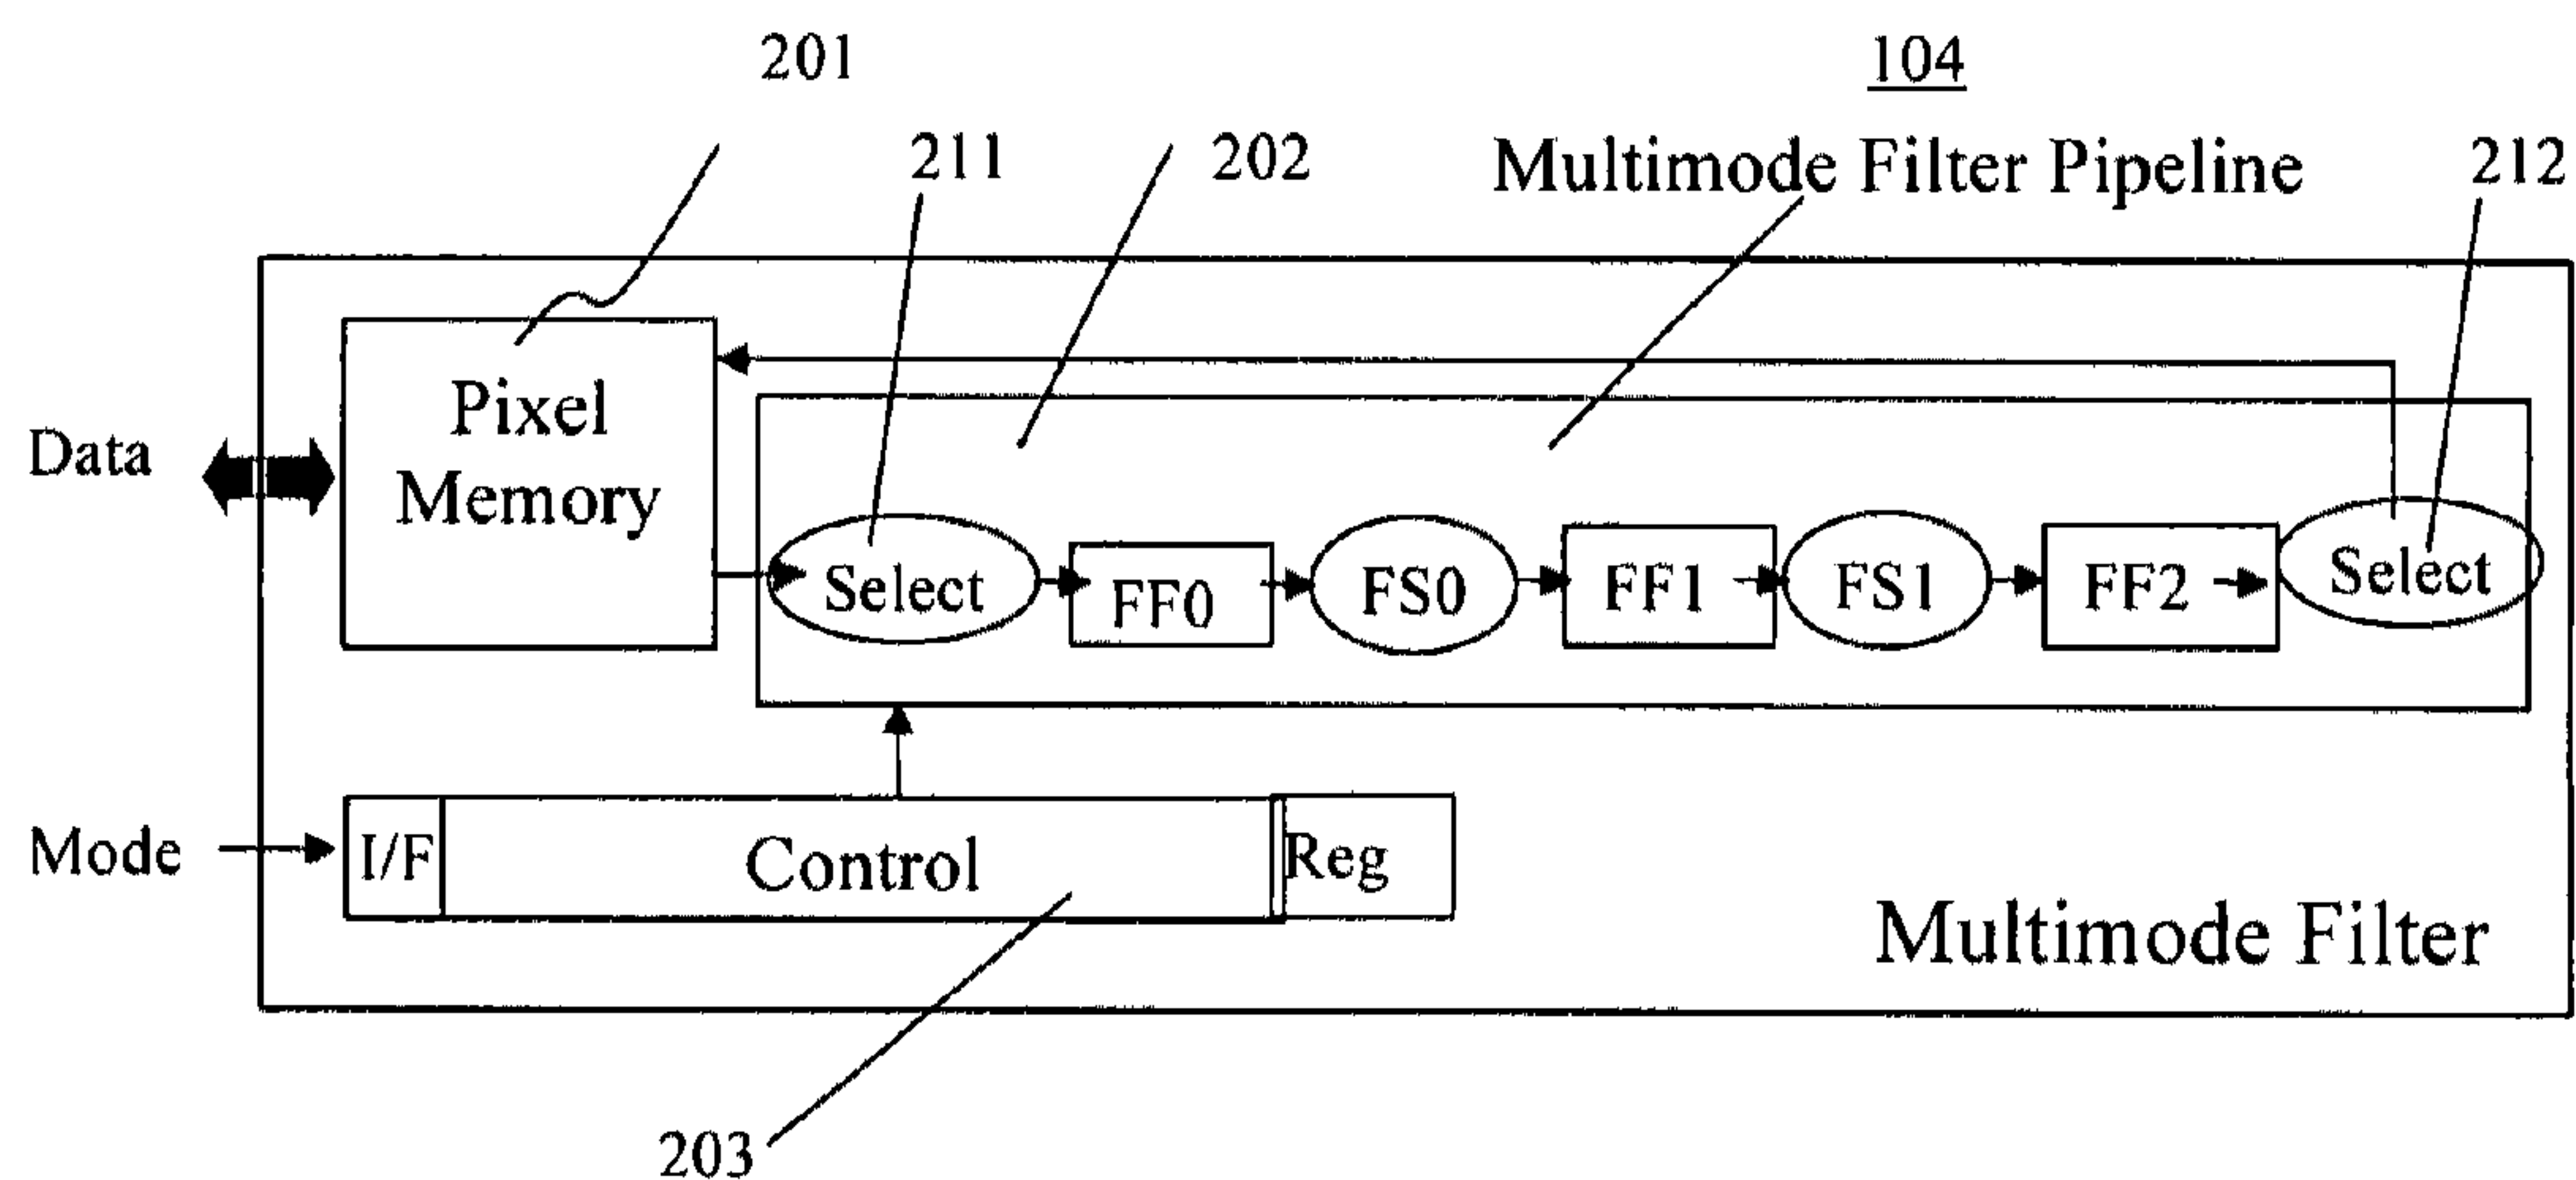 201
104
211
202
Multimode Filter Pipeline
212
Pixel
Memory
Data
Select
FF0
FS0
FF1
FS1
FF2
Select
Mode
I/F
Control
Reg
Multimode Filter
203